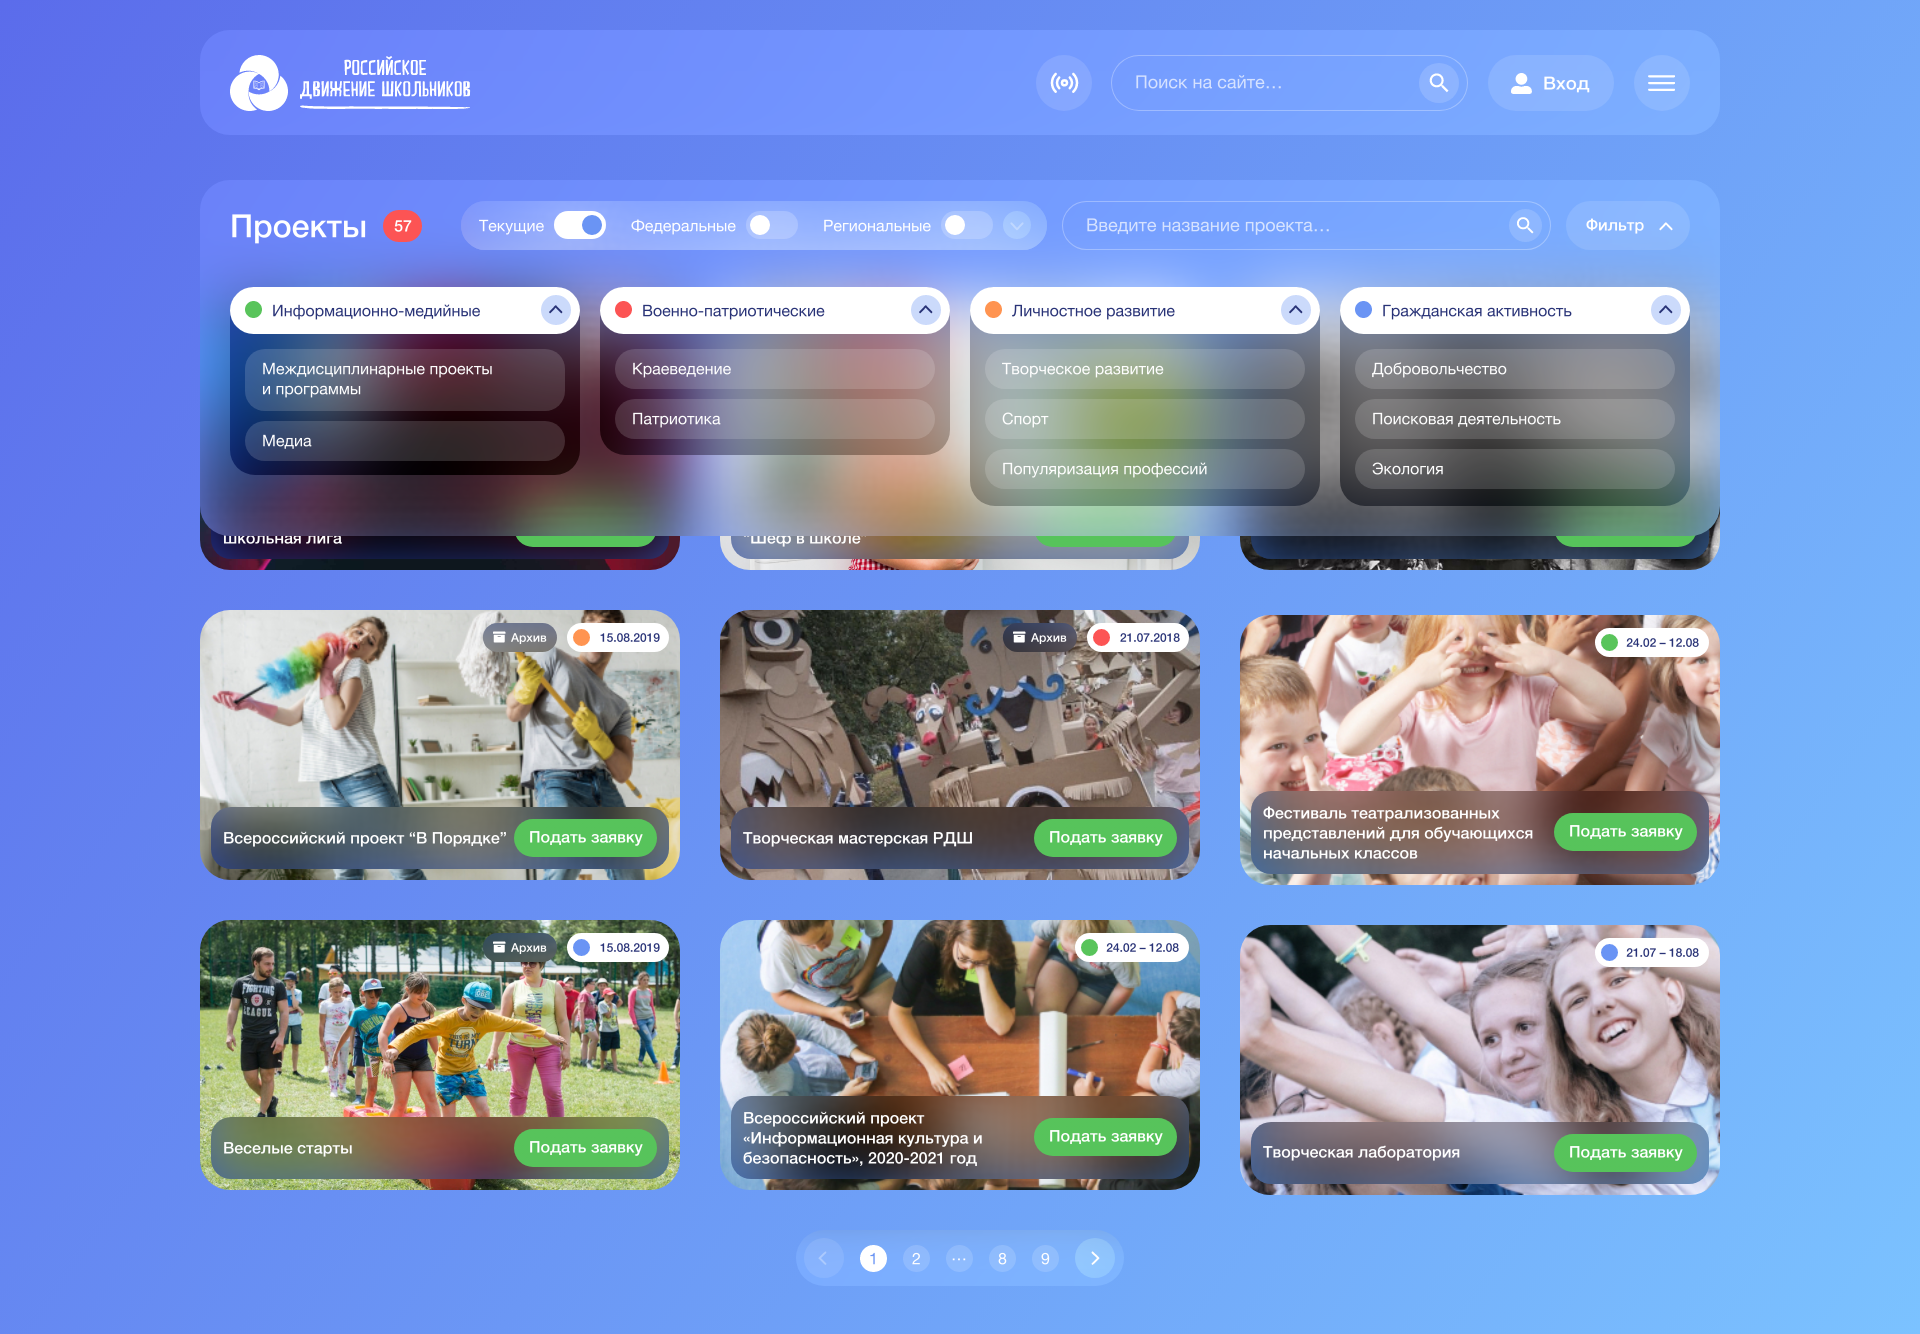 РОССИЙСКОЕ
ДВИЖЕНИЕ ШКОЛЬНИКОВ
Поиск на сайте...
Вход
Проекты 57
Текущие
Федеральные
Региональные
Введите название проекта...
Фильтр
Информационно-медийные
Междисциплинарные проекты
и программы
Медиа
Военно-патриотические
Краеведение
Патриотика
Личностное развитие
Творческое развитие
Спорт
Популяризация профессий
Гражданская активность
Добровольчество
Поисковая деятельность
Экология
школьная лига
"Шеф в школе
Архив
15.08.2019
Всероссийский проект “В Порядке”
Подать заявку
Архив
21.07.2018
Творческая мастерская РДШ
Подать заявку
24.02 – 12.08
Фестиваль театрализованных
представлений для обучающихся
начальных классов
Подать заявку
Архив
15.08.2019
FIGHTING
LEAGUE
TURN
Веселые старты
Подать заявку
24.02 – 12.08
Всероссийский проект
«Информационная культура и
безопасность», 2020-2021 год
Подать заявку
21.07 – 18.08
Творческая лаборатория
Подать заявку
1 2 ... 8 9